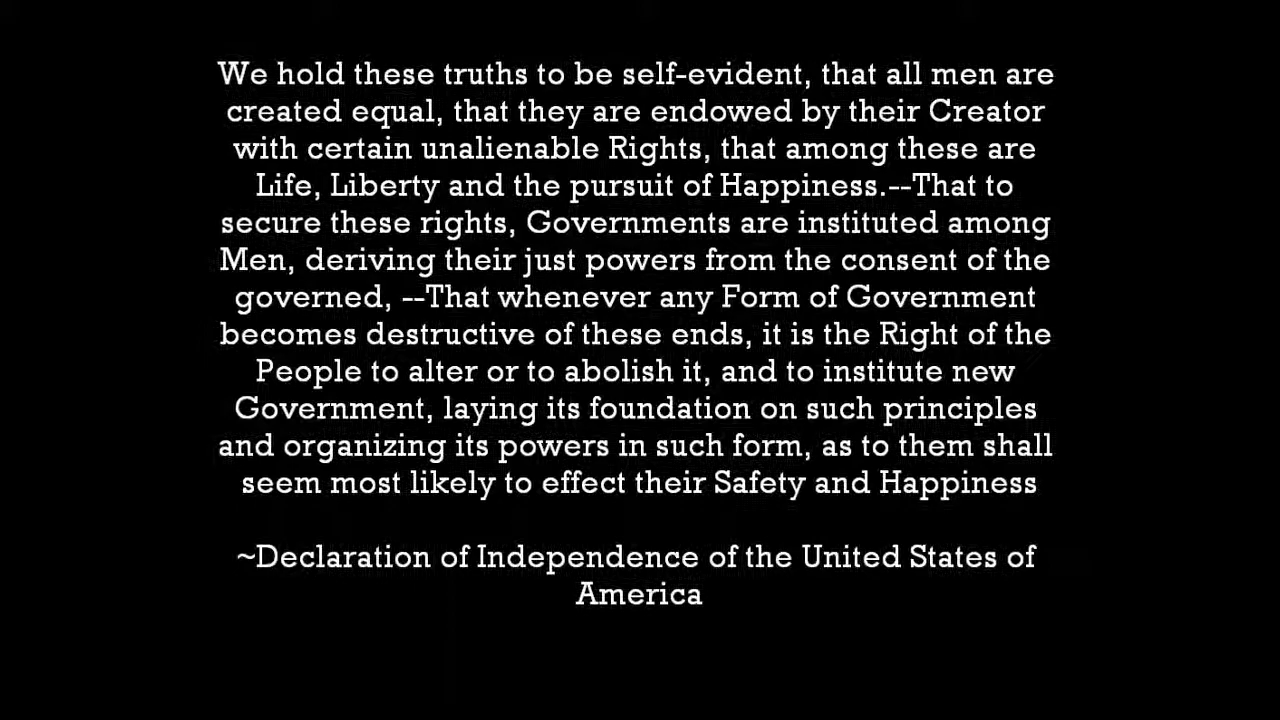 We hold these truths to be self-evident, that all men are
created equal, that they are endowed by their Creator
with certain unalienable Rights, that among these are
Life, Liberty and the pursuit of Happiness.--That to
secure these rights, Governments are instituted among
Men, deriving their just powers from the consent of the
governed, --That whenever any Form of Government
becomes destructive of these ends, it is the Right of the
People to alter or to abolish it, and to institute new
Government, laying its foundation on such principles
and organizing its powers in such form, as to them shall
seem most likely to effect their Safety and Happiness
~Declaration of Independence of the United States of
America